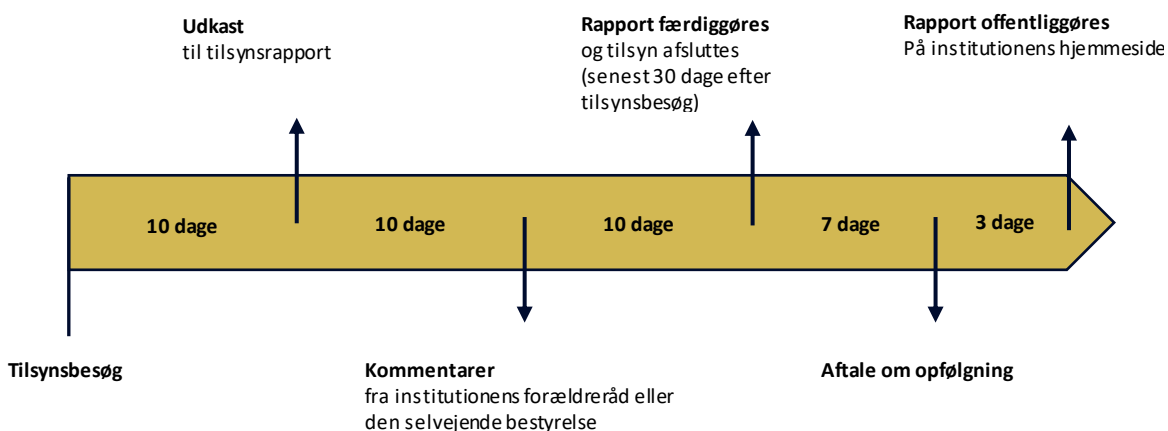 Udkast
til tilsynsrapport
Rapport færdiggøres
og tilsyn afsluttes
(senest 30 dage efter
tilsynsbesøg)
Rapport offentliggøres
På institutionens hjemmeside
10 dage
10 dage
10 dage
7 dage
3 dage
Tilsynsbesøg
Kommentarer
fra institutionens forældreråd eller
den selvejende bestyrelse
Aftale om opfølgning